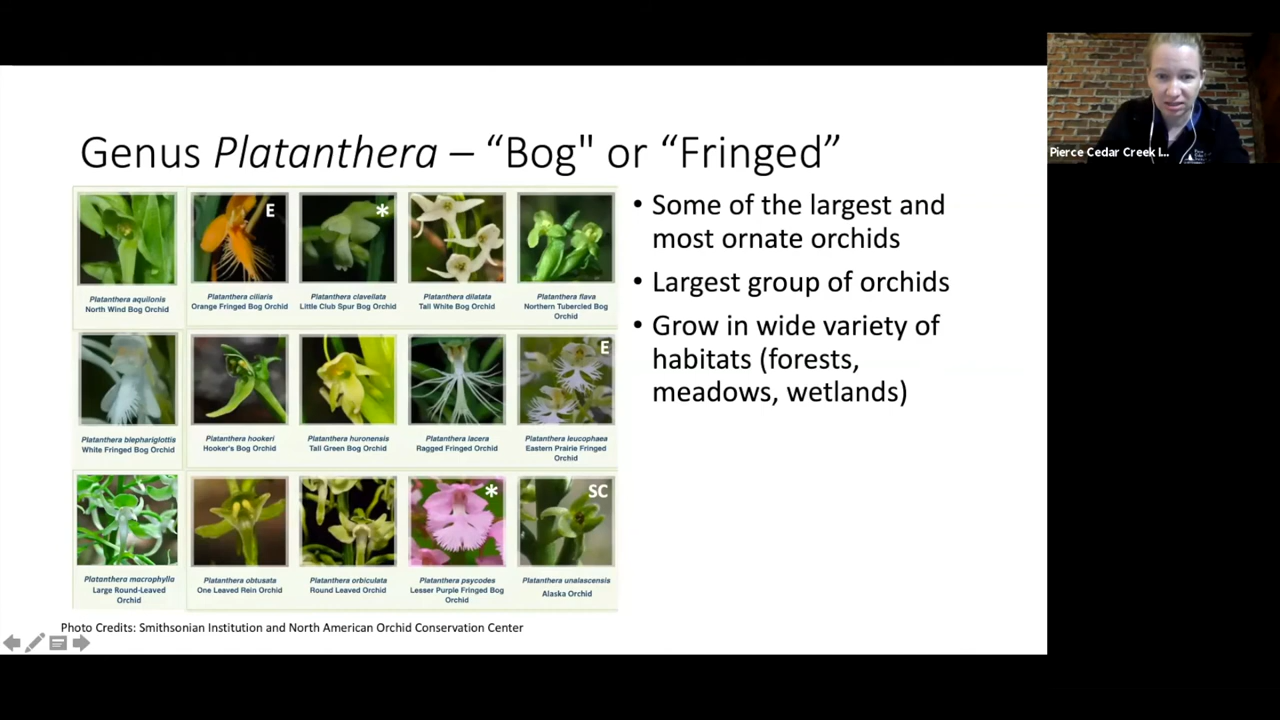 Genus Platanthera – “Bog" or “Fringed”
E
*
Platanthera aquilonis
North Wind Bog Orchid
Platanthera ciliaris
Orange Fringed Bog Orchid
Platanthera clavellata
Little Club Spur Bog Orchid
Platanthera dilatata
Tall White Bog Orchid
Platanthera flava
Northern Tubercled Bog
Orchid
E
Platanthera blephariglottis
White Fringed Bog Orchid
Platanthera hookeri
Hooker's Bog Orchid
Platanthera huronensis
Tall Green Bog Orchid
Platanthera lacera
Ragged Fringed Orchid
Platanthera leucophaea
Eastern Prairie Fringed
Orchid
*
SC
Platanthera macrophylla
Large Round-Leaved
Orchid
Platanthera obtusata
One Leaved Rein Orchid
Platanthera orbiculata
Round Leaved Orchid
Platanthera psycodes
Lesser Purple Fringed Bog
Orchid
Platanthera unalascensis
Alaska Orchid
Photo Credits: Smithsonian Institution and North American Orchid Conservation Center
• Some of the largest and
most ornate orchids
• Largest group of orchids
• Grow in wide variety of
habitats (forests,
meadows, wetlands)
Pierce Cedar Creek I...